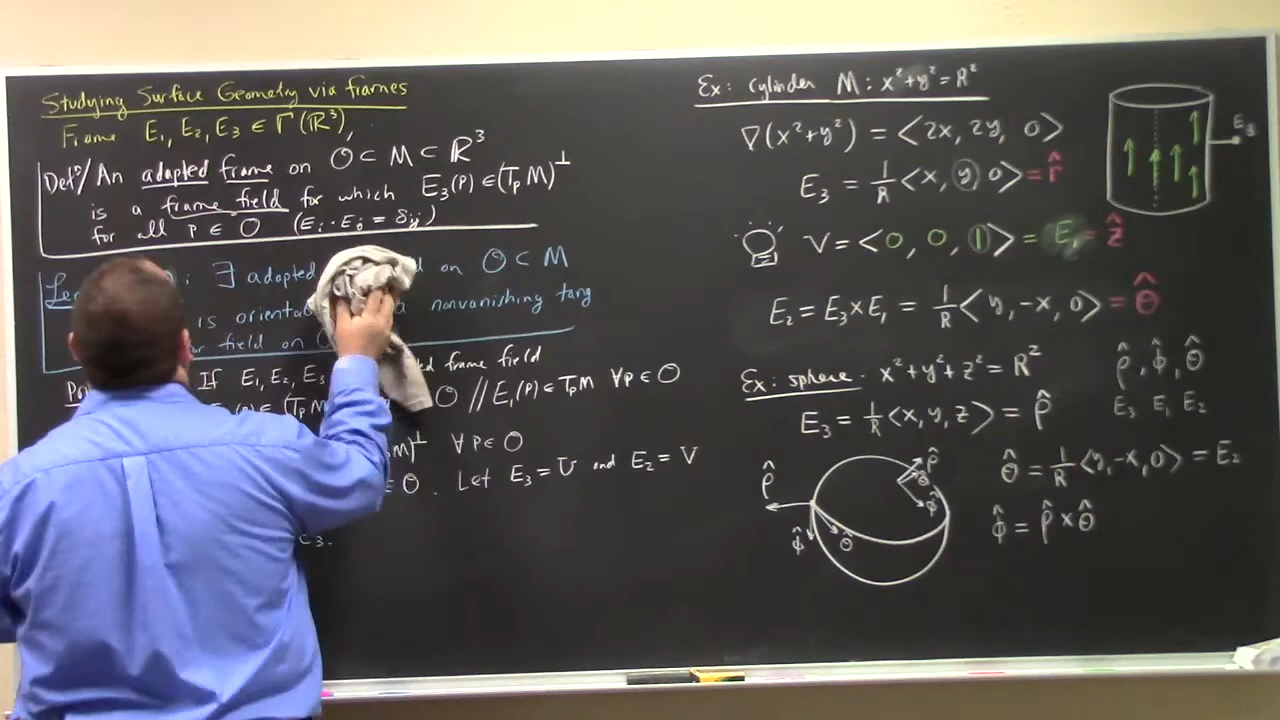 Studying Surface Geometry via frames
Frame E₁, E₂, E₃ ∈ Γ(ℝ³),
Defⁿ/ An adapted frame on O ⊂ M ⊂ ℝ³
is a frame field for which E₃(p) ∈ (TₚM)^⊥
for all p ∈ O (Eᵢ · Eⱼ = δᵢⱼ)
: ∃ adapted on O ⊂ M
is a nonvanishing tang
field on
If E₁, E₂, E₃ frame field
O // E₁(p) ∈ TₚM ∀p ∈ O
M)^⊥ ∀p ∈ O
∈ O. Let E₃ = U and E₂ = V
Ex: cylinder M : x² + y² = R²
∇(x² + y²) = <2x, 2y, 0>
E₃ = 1/R <x, y, 0> = r̂
V = <0, 0, 1> = E₁ = ẑ
E₂ = E₃ × E₁ = 1/R <y, -x, 0> = θ̂
E₃
Ex: sphere. x² + y² + z² = R²
E₃ = 1/R <x, y, z> = ρ̂
ρ̂, φ̂, θ̂
E₃ E₁ E₂
θ̂ = 1/R <y, -x, 0> = E₂
φ̂ = ρ̂ × θ̂
ρ̂
φ̂
θ̂
ρ̂
θ̂
φ̂